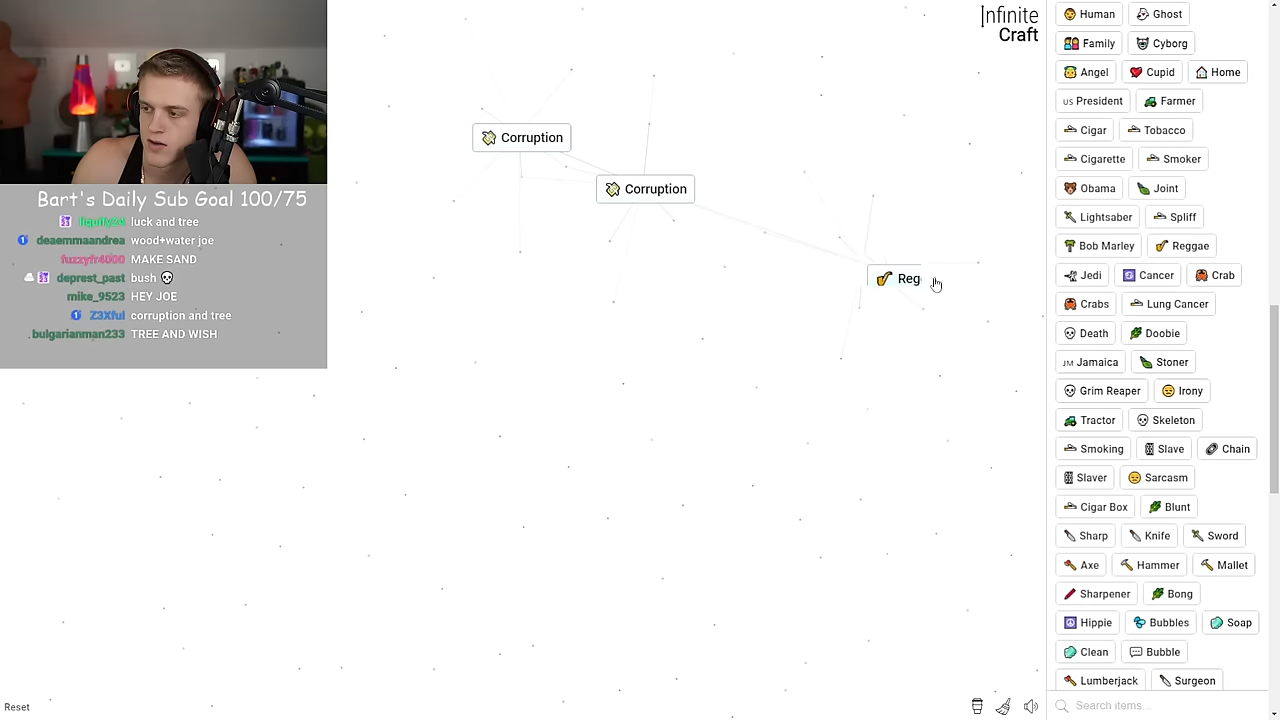 Infinite
Craft
Corruption
Corruption
Reg
Bart's Daily Sub Goal 100/75
liquify24 luck and tree
deaemmaandrea wood+water joe
fuzzyfr4000 MAKE SAND
deprest_past bush
mike_9523 HEY JOE
Z3Xful corruption and tree
bulgarianman233 TREE AND WISH
Human Ghost
Family Cyborg
Angel Cupid Home
US President Farmer
Cigar Tobacco
Cigarette Smoker
Obama Joint
Lightsaber Spliff
Bob Marley Reggae
Jedi Cancer Crab
Crabs Lung Cancer
Death Doobie
JM Jamaica Stoner
Grim Reaper Irony
Tractor Skeleton
Smoking Slave Chain
Slaver Sarcasm
Cigar Box Blunt
Sharp Knife Sword
Axe Hammer Mallet
Sharpener Bong
Hippie Bubbles Soap
Clean Bubble
Lumberjack Surgeon
Search items...
Reset